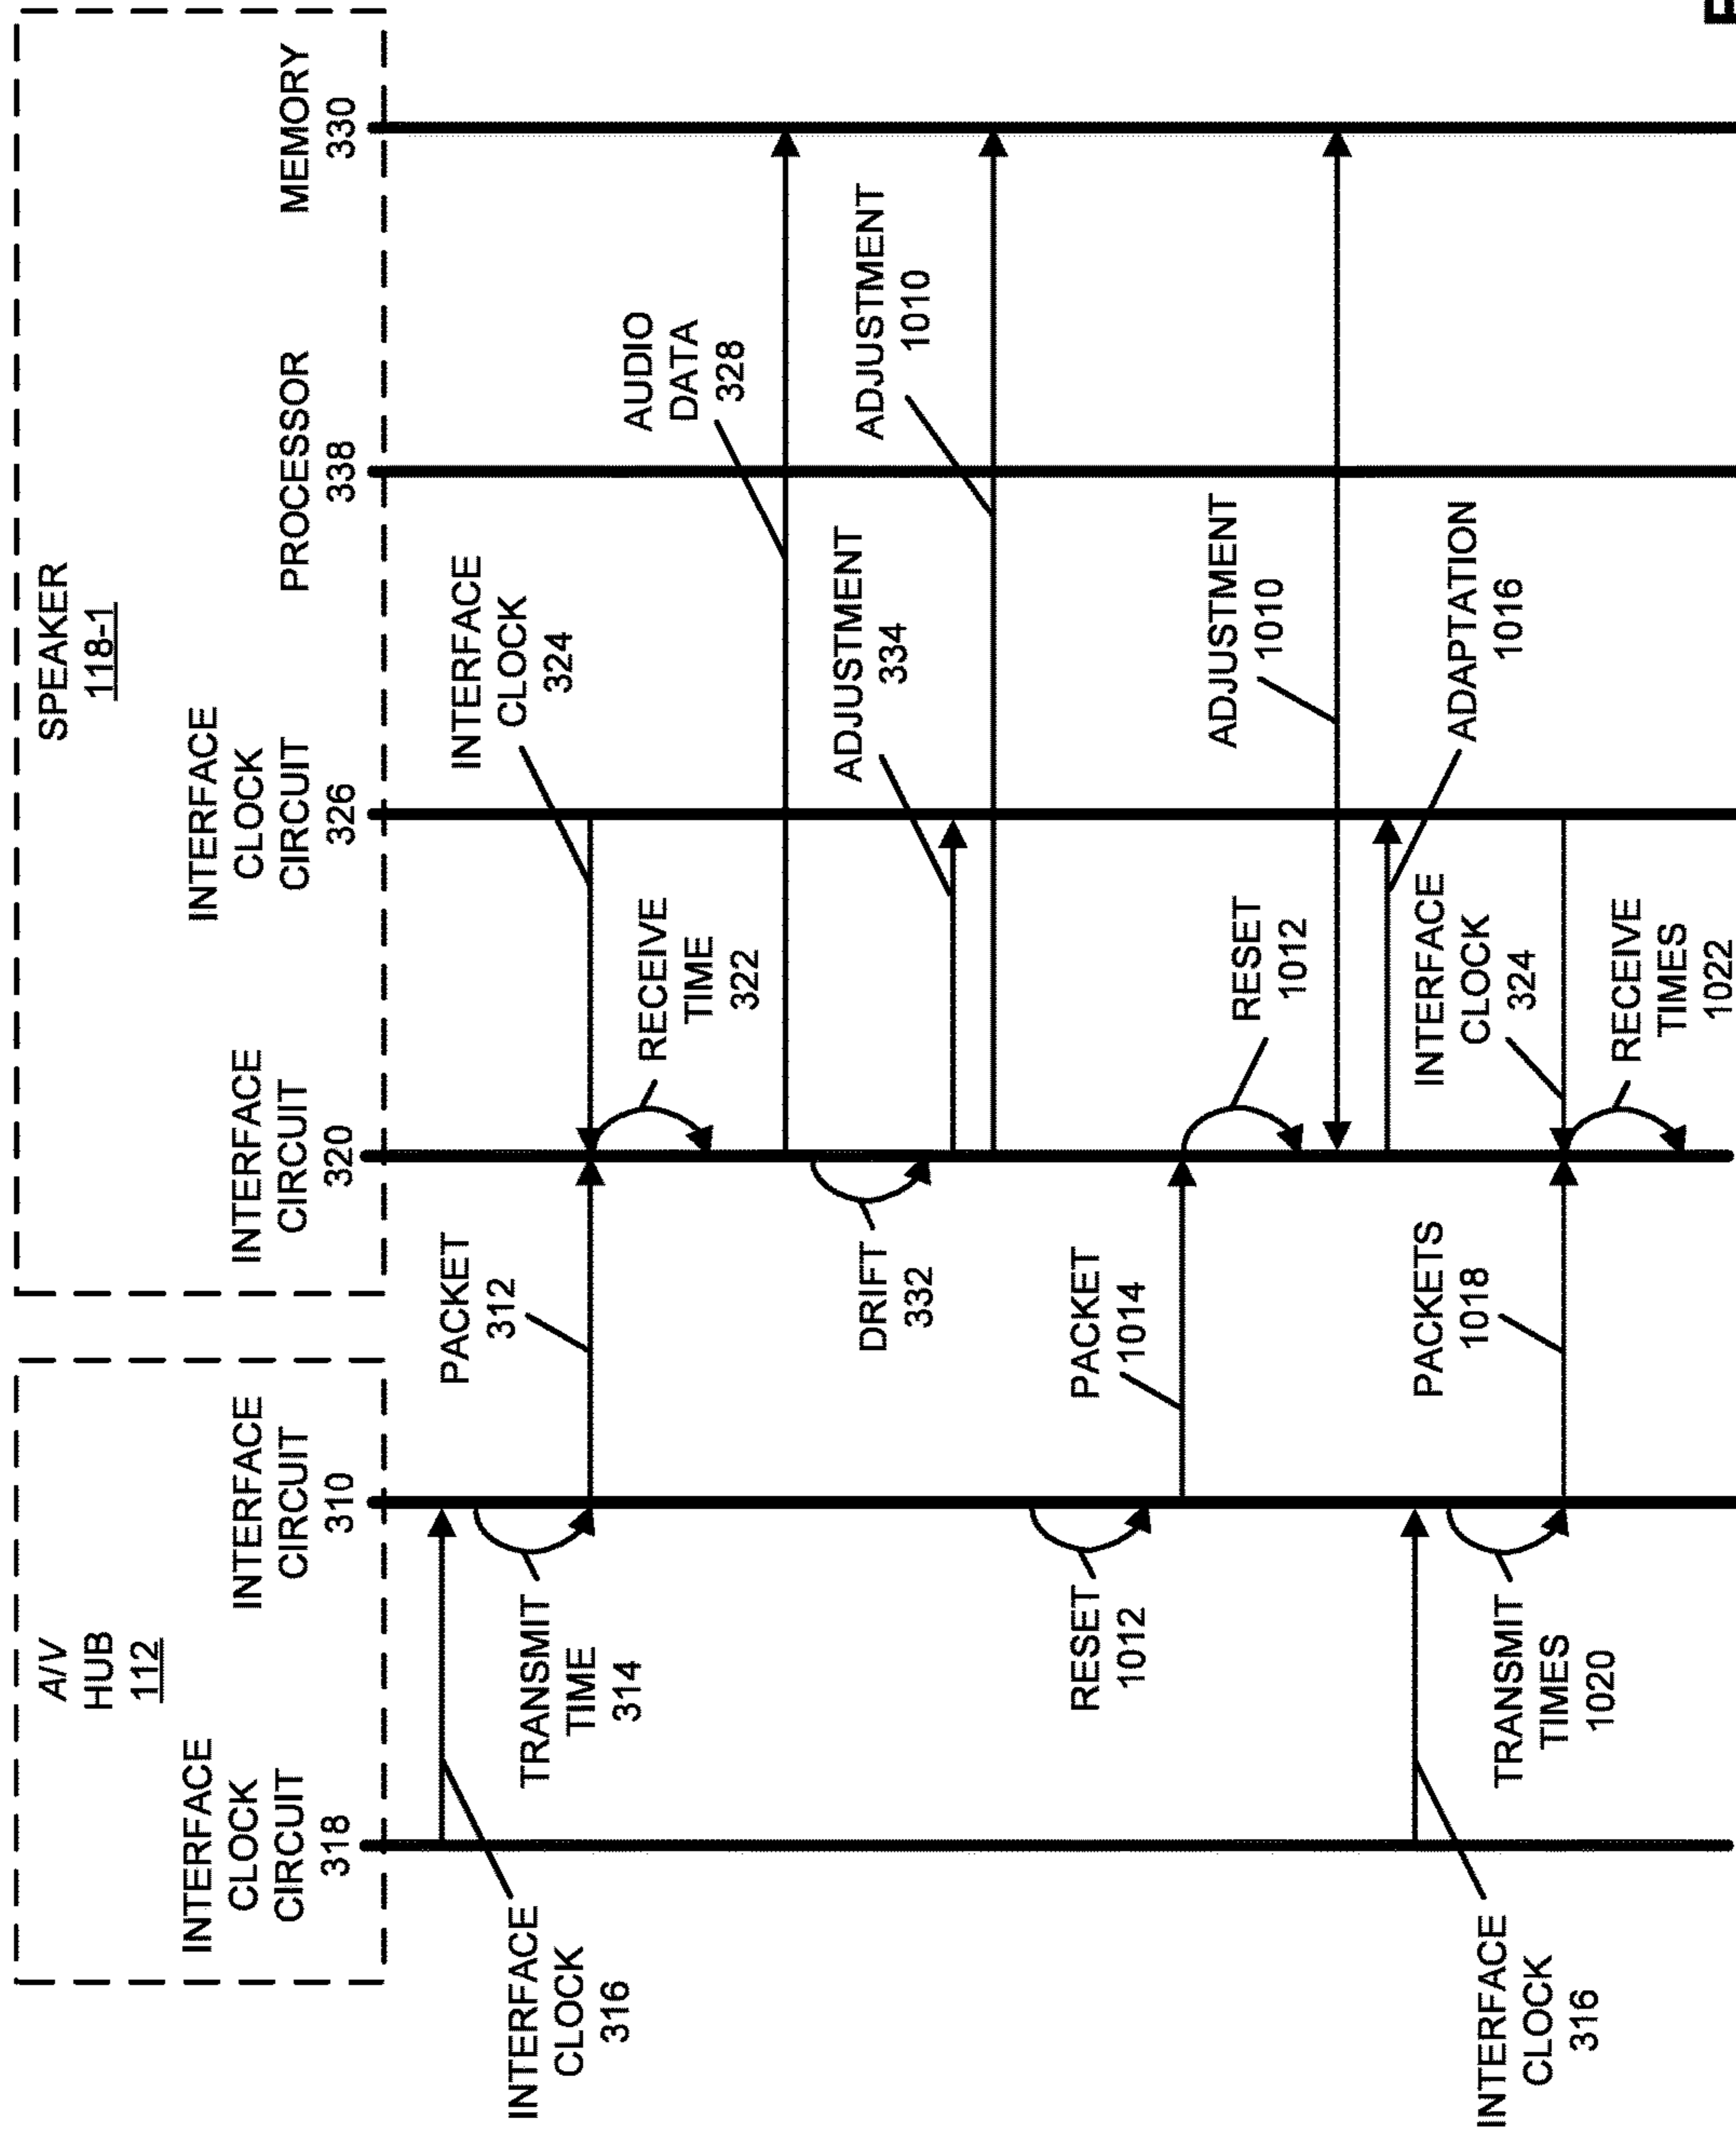 A/V
HUB
112
SPEAKER
118-1
INTERFACE
CLOCK
CIRCUIT
318
INTERFACE
CIRCUIT
310
INTERFACE
CIRCUIT
320
INTERFACE
CLOCK
CIRCUIT
326
PROCESSOR
338
MEMORY
330
INTERFACE
CLOCK
316
TRANSMIT
TIME
314
PACKET
312
INTERFACE
CLOCK
324
RECEIVE
TIME
322
AUDIO
DATA
328
DRIFT
332
ADJUSTMENT
334
ADJUSTMENT
1010
RESET
1012
PACKET
1014
RESET
1012
ADJUSTMENT
1010
ADAPTATION
1016
INTERFACE
CLOCK
316
TRANSMIT
TIMES
1020
PACKETS
1018
INTERFACE
CLOCK
324
RECEIVE
TIMES
1022